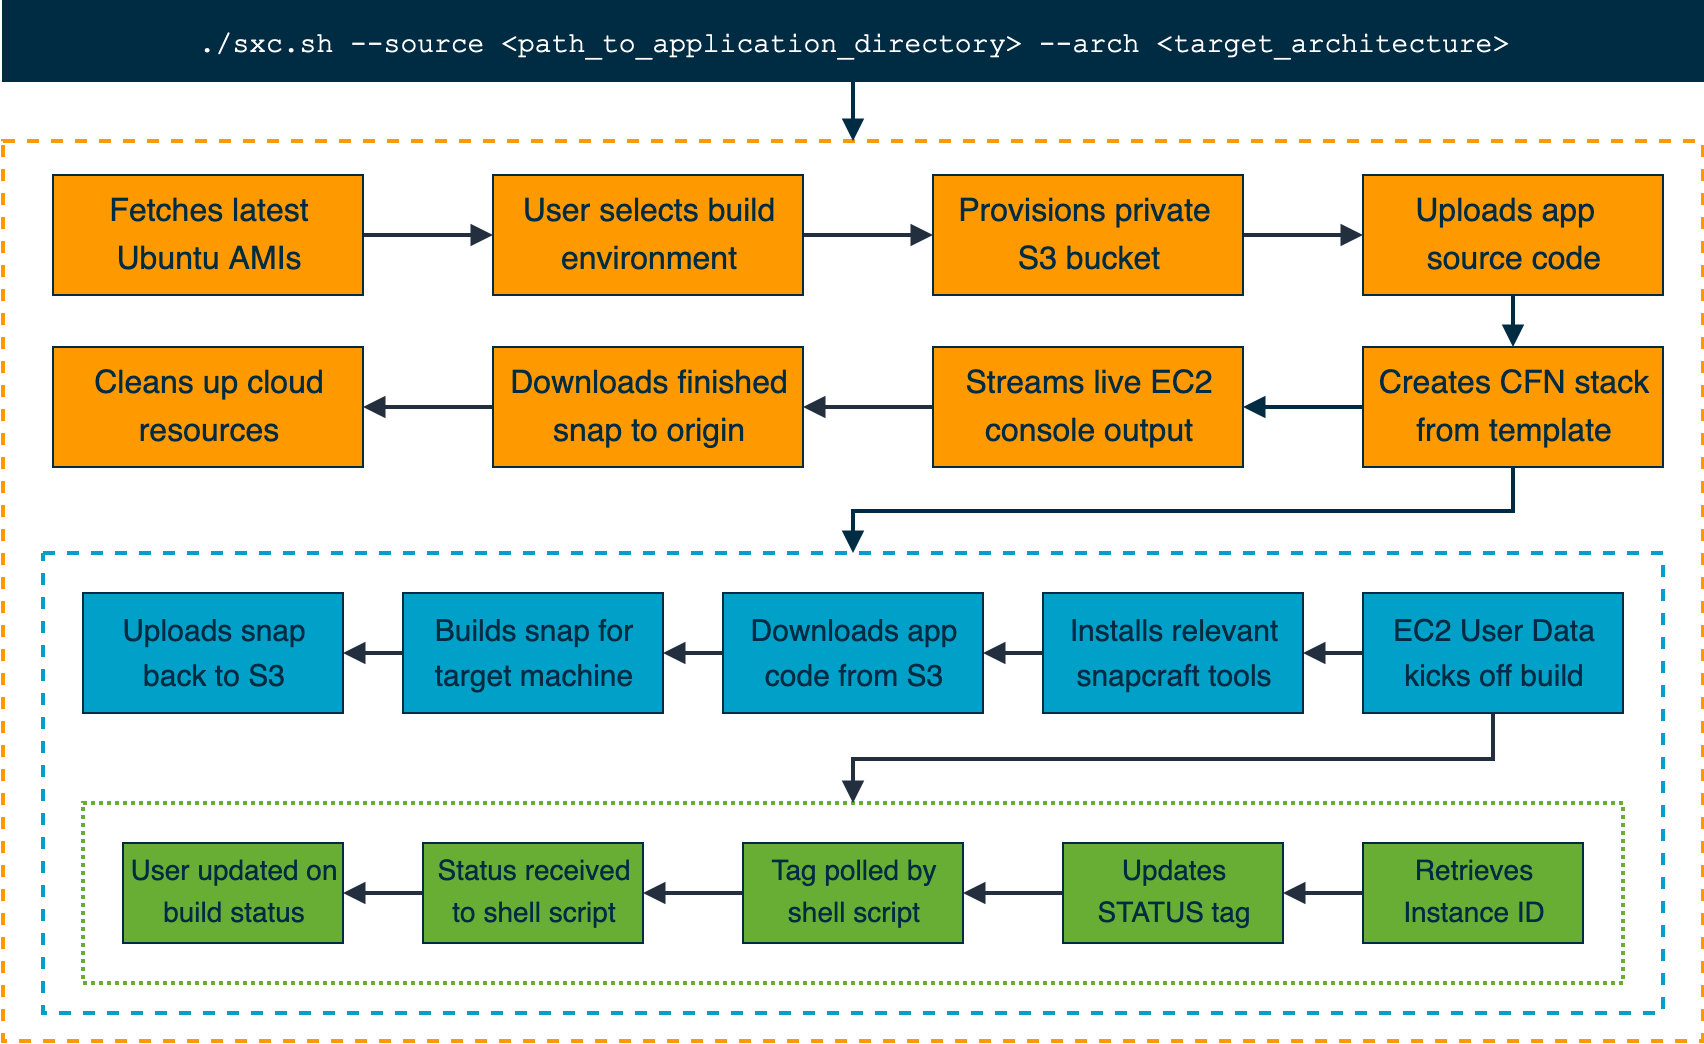 ./sxc.sh --source <path_to_application_directory> --arch <target_architecture>
Fetches latest
Ubuntu AMIs
User selects build
environment
Provisions private
S3 bucket
Uploads app
source code
Cleans up cloud
resources
Downloads finished
snap to origin
Streams live EC2
console output
Creates CFN stack
from template
Uploads snap
back to S3
Builds snap for
target machine
Downloads app
code from S3
Installs relevant
snapcraft tools
EC2 User Data
kicks off build
User updated on
build status
Status received
to shell script
Tag polled by
shell script
Updates
STATUS tag
Retrieves
Instance ID